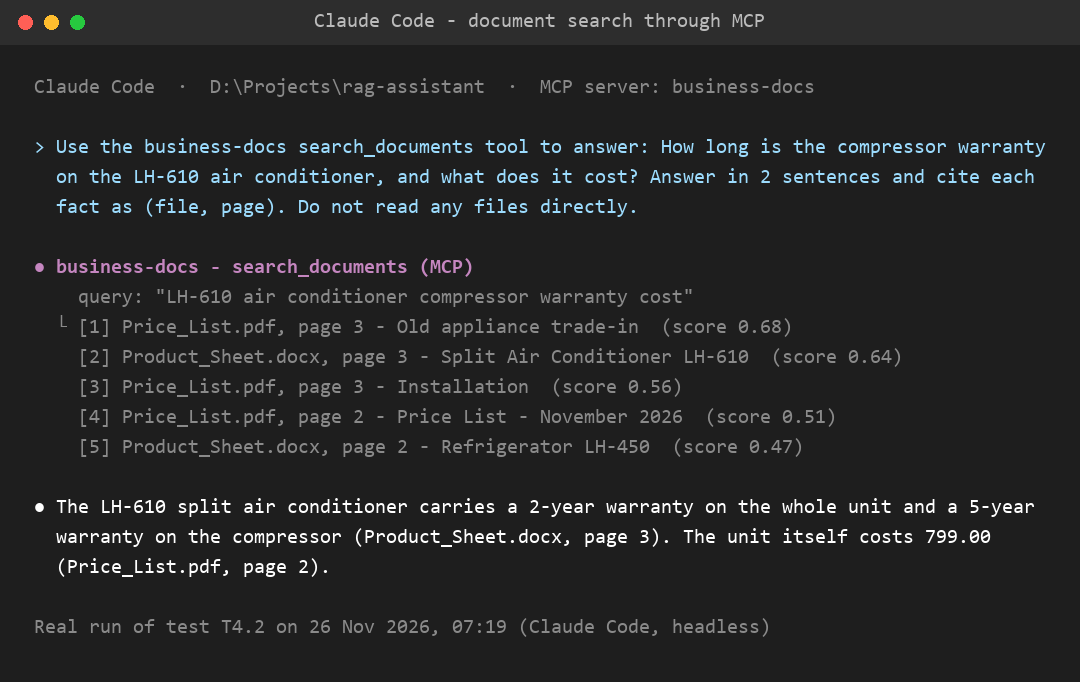 Claude Code - document search through MCP
Claude Code · D:\Projects\rag-assistant · MCP server: business-docs
> Use the business-docs search_documents tool to answer: How long is the compressor warranty
on the LH-610 air conditioner, and what does it cost? Answer in 2 sentences and cite each
fact as (file, page). Do not read any files directly.
● business-docs - search_documents (MCP)
query: "LH-610 air conditioner compressor warranty cost"
└ [1] Price_List.pdf, page 3 - Old appliance trade-in (score 0.68)
[2] Product_Sheet.docx, page 3 - Split Air Conditioner LH-610 (score 0.64)
[3] Price_List.pdf, page 3 - Installation (score 0.56)
[4] Price_List.pdf, page 2 - Price List - November 2026 (score 0.51)
[5] Product_Sheet.docx, page 2 - Refrigerator LH-450 (score 0.47)
● The LH-610 split air conditioner carries a 2-year warranty on the whole unit and a 5-year
warranty on the compressor (Product_Sheet.docx, page 3). The unit itself costs 799.00
(Price_List.pdf, page 2).
Real run of test T4.2 on 26 Nov 2026, 07:19 (Claude Code, headless)